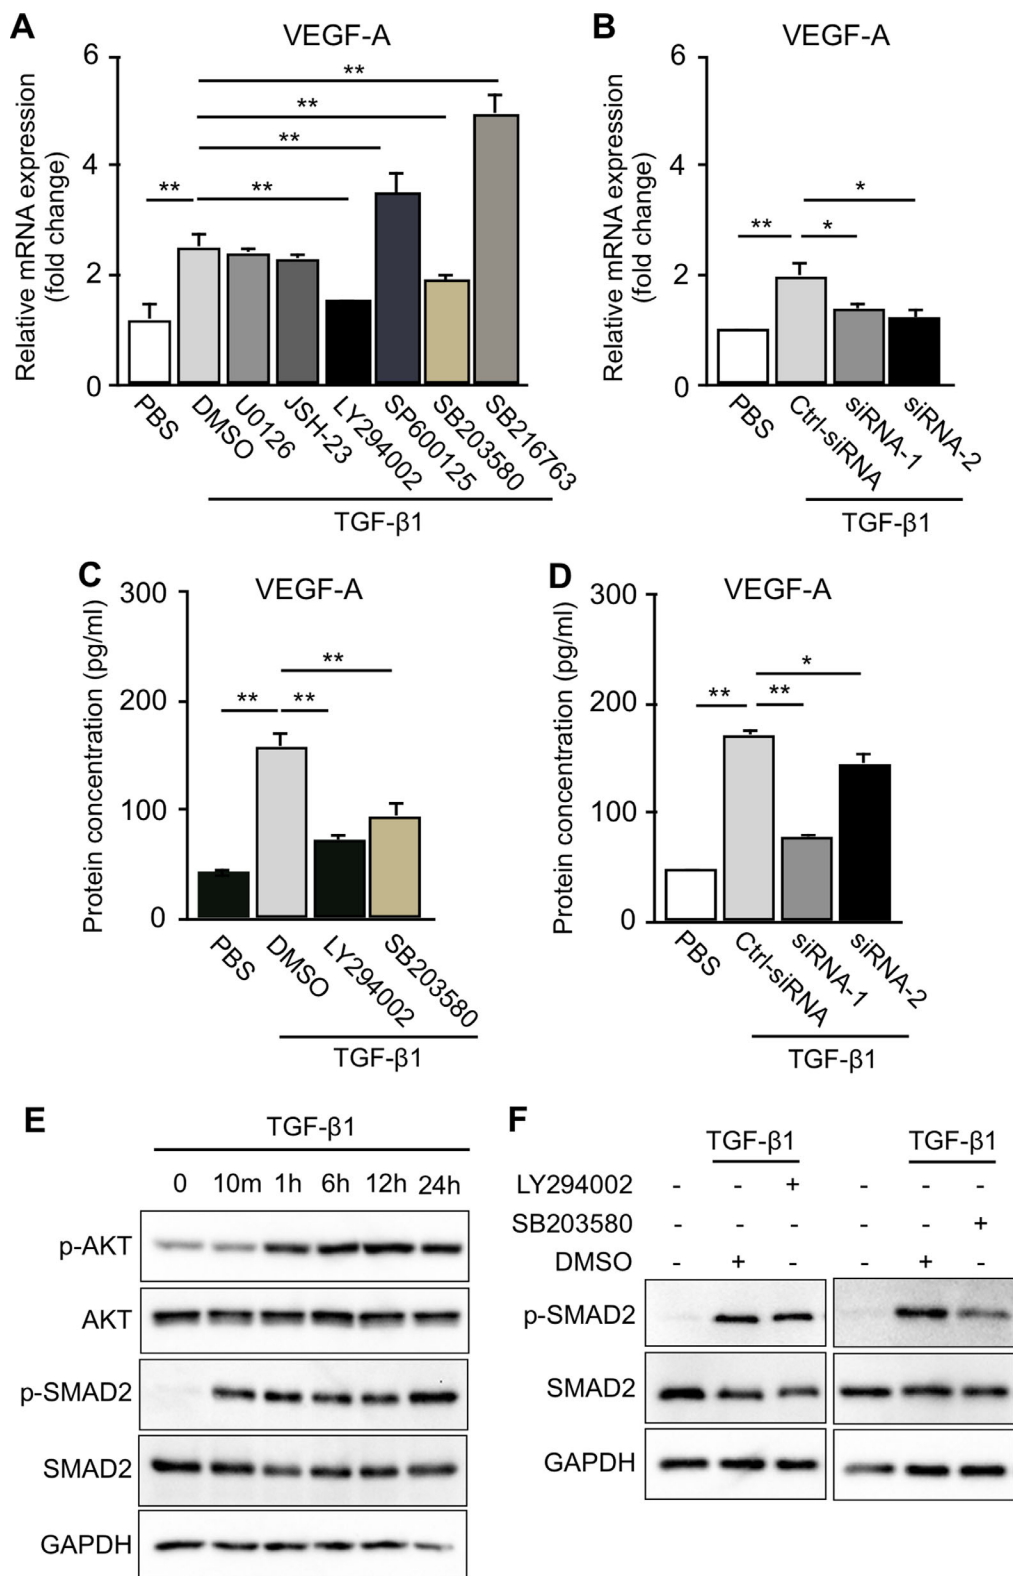 A
VEGF-A
Relative mRNA expression
(fold change)
6
4
2
0
**
**
**
**
**
PBS
DMSO
U0126
JSH-23
LY294002
SP600125
SB203580
SB216763
TGF-β1
B
VEGF-A
Relative mRNA expression
(fold change)
6
4
2
0
*
**
*
PBS
Ctrl-siRNA
siRNA-1
siRNA-2
TGF-β1
C
VEGF-A
Protein concentration (pg/ml)
300
200
100
0
**
**
**
PBS
DMSO
LY294002
SB203580
TGF-β1
D
VEGF-A
Protein concentration (pg/ml)
300
200
100
0
*
**
**
PBS
Ctrl-siRNA
siRNA-1
siRNA-2
TGF-β1
E
TGF-β1
0 10m 1h 6h 12h 24h
p-AKT
AKT
p-SMAD2
SMAD2
GAPDH
F
TGF-β1 TGF-β1
LY294002 - - + - - -
SB203580 - - - - - +
DMSO - + - - + -
p-SMAD2
SMAD2
GAPDH